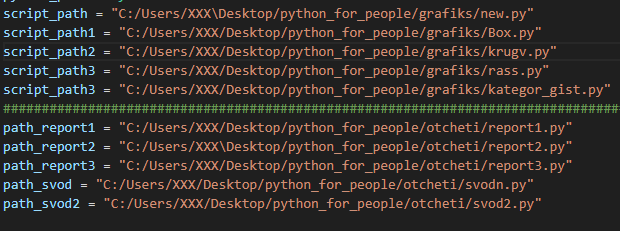 script_path = "C:/Users/XXX\Desktop/python_for_people/grafiks/new.py"
script_path1 = "C:/Users/XXX/Desktop/python_for_people/grafiks/Box.py"
script_path2 = "C:/Users/XXX/Desktop/python_for_people/grafiks/krugv.py"
script_path3 = "C:/Users/XXX/Desktop/python_for_people/grafiks/rass.py"
script_path3 = "C:/Users/XXX/Desktop/python_for_people/grafiks/kategor_gist.py"
################################################################################
path_report1 = "C:/Users/XXX/Desktop/python_for_people/otcheti/report1.py"
path_report2 = "C:/Users/XXX\Desktop/python_for_people/otcheti/report2.py"
path_report3 = "C:/Users/XXX/Desktop/python_for_people/otcheti/report3.py"
path_svod = "C:/Users/XXX/Desktop/python_for_people/otcheti/svodn.py"
path_svod2 = "C:/Users/XXX/Desktop/python_for_people/otcheti/svod2.py"